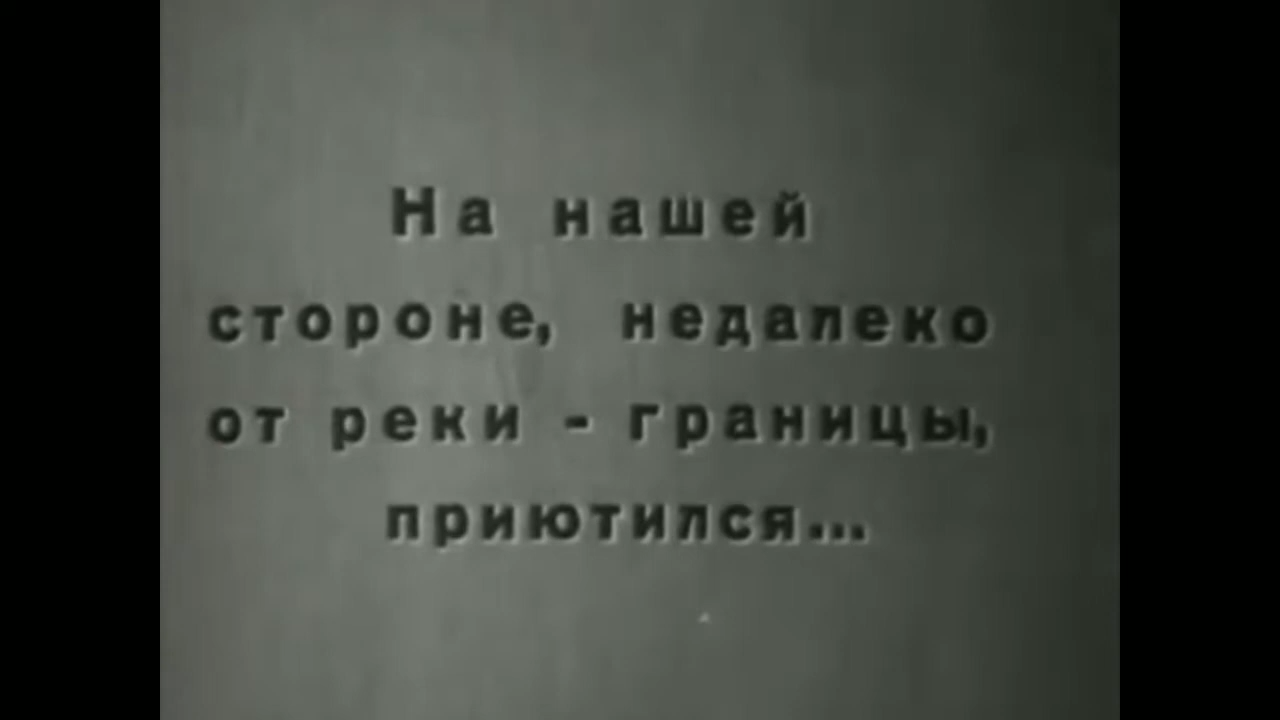 На нашей
стороне, недалеко
от реки - границы,
приютился...